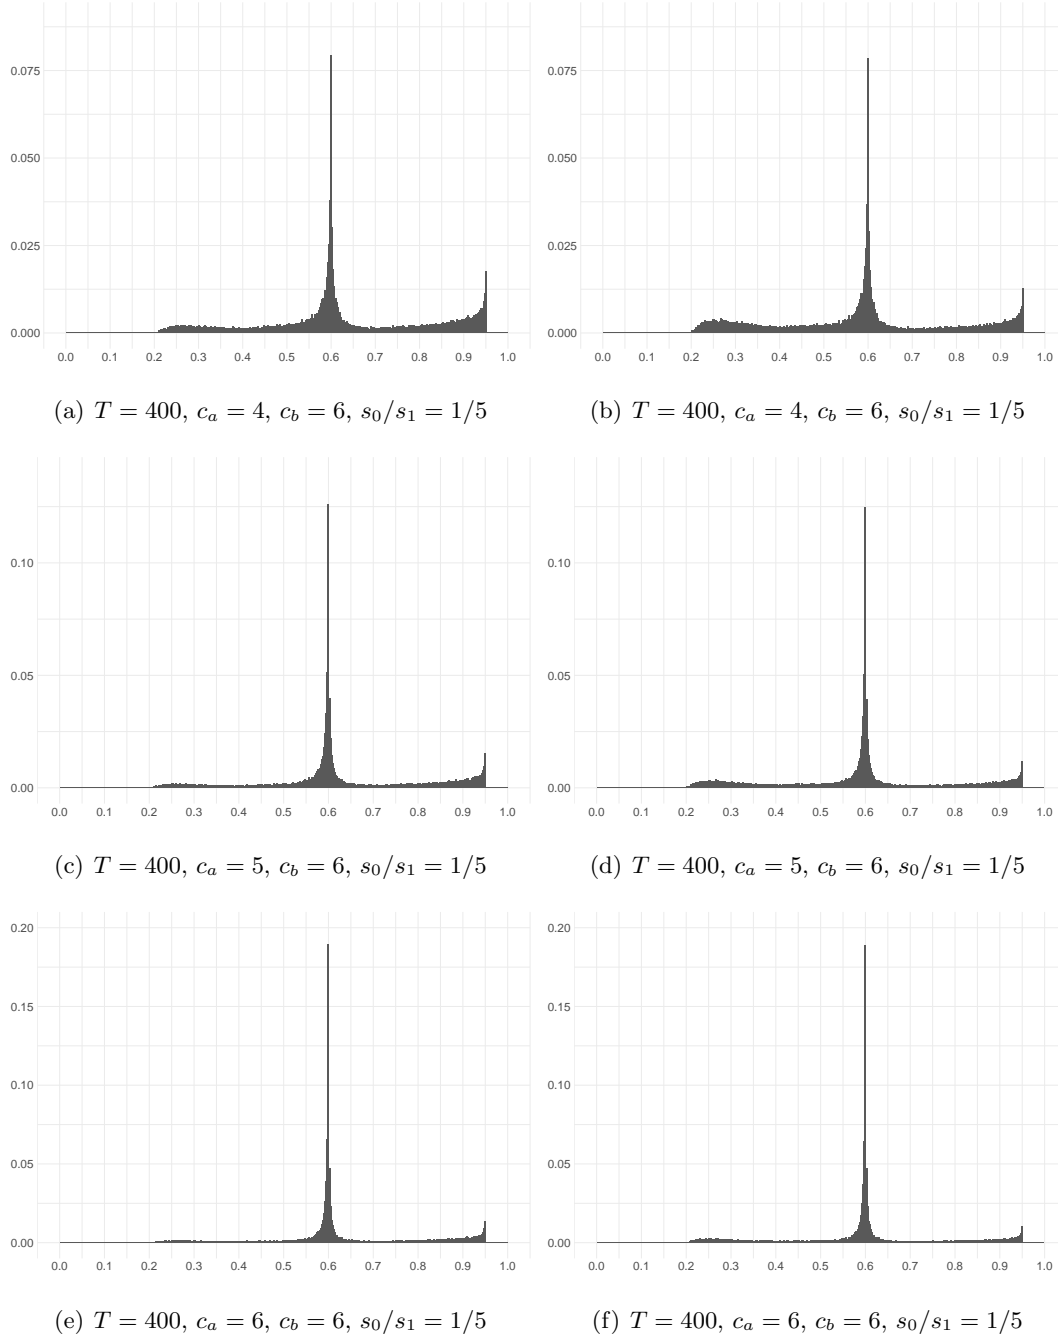 0.075
0.050
0.025
0.000
0.0 0.1 0.2 0.3 0.4 0.5 0.6 0.7 0.8 0.9 1.0
(a) T = 400, c_a = 4, c_b = 6, s_0/s_1 = 1/5
0.075
0.050
0.025
0.000
0.0 0.1 0.2 0.3 0.4 0.5 0.6 0.7 0.8 0.9 1.0
(b) T = 400, c_a = 4, c_b = 6, s_0/s_1 = 1/5
0.10
0.05
0.00
0.0 0.1 0.2 0.3 0.4 0.5 0.6 0.7 0.8 0.9 1.0
(c) T = 400, c_a = 5, c_b = 6, s_0/s_1 = 1/5
0.10
0.05
0.00
0.0 0.1 0.2 0.3 0.4 0.5 0.6 0.7 0.8 0.9 1.0
(d) T = 400, c_a = 5, c_b = 6, s_0/s_1 = 1/5
0.20
0.15
0.10
0.05
0.00
0.0 0.1 0.2 0.3 0.4 0.5 0.6 0.7 0.8 0.9 1.0
(e) T = 400, c_a = 6, c_b = 6, s_0/s_1 = 1/5
0.20
0.15
0.10
0.05
0.00
0.0 0.1 0.2 0.3 0.4 0.5 0.6 0.7 0.8 0.9 1.0
(f) T = 400, c_a = 6, c_b = 6, s_0/s_1 = 1/5